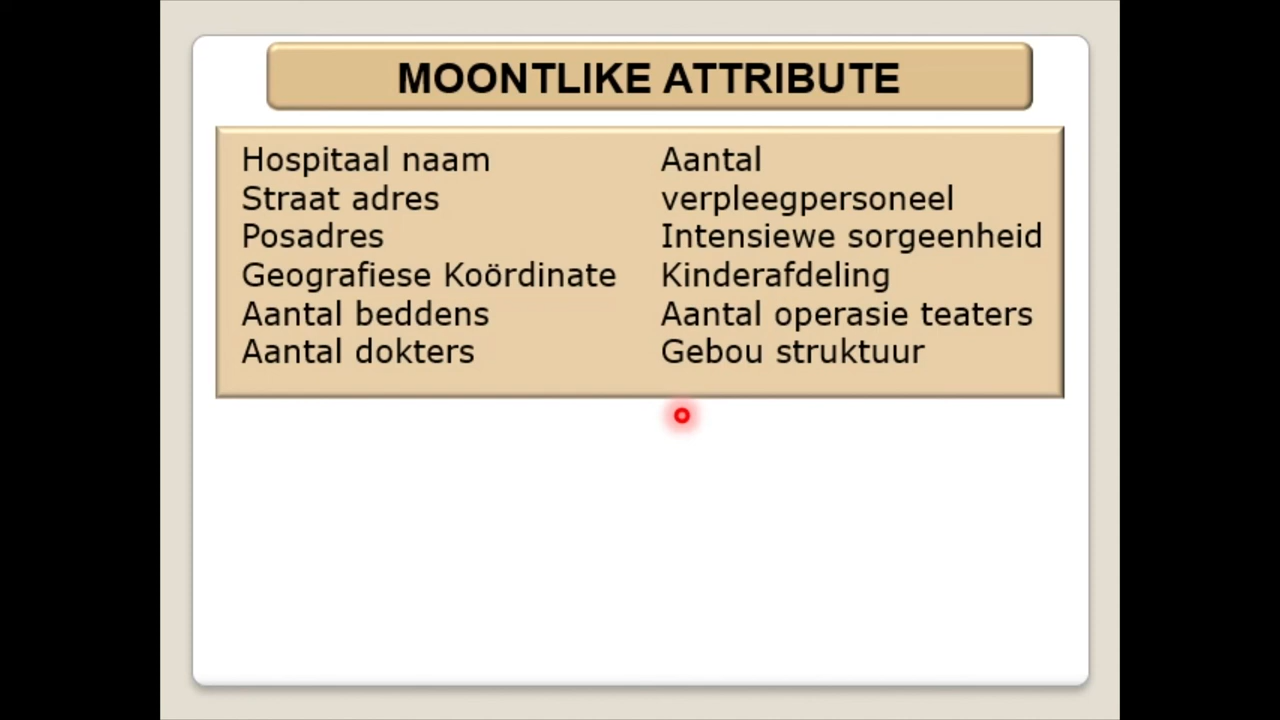 MOONTLIKE ATTRIBUTE
Hospitaal naam
Straat adres
Posadres
Geografiese Koördinate
Aantal beddens
Aantal dokters
Aantal
verpleegpersoneel
Intensiewe sorgeenheid
Kinderafdeling
Aantal operasie teaters
Gebou struktuur